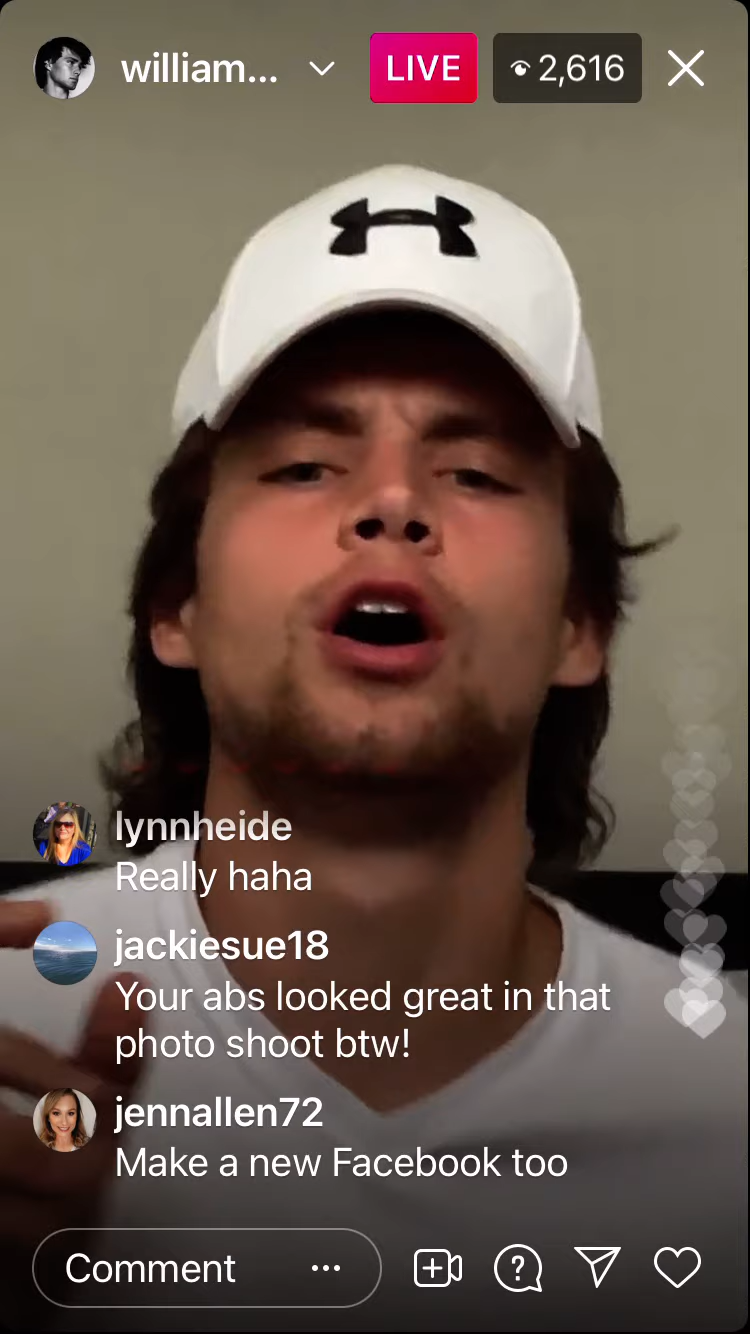 william...
LIVE
2,616
lynnheide
Really haha
jackiesue18
Your abs looked great in that
photo shoot btw!
jennallen72
Make a new Facebook too
Comment ...